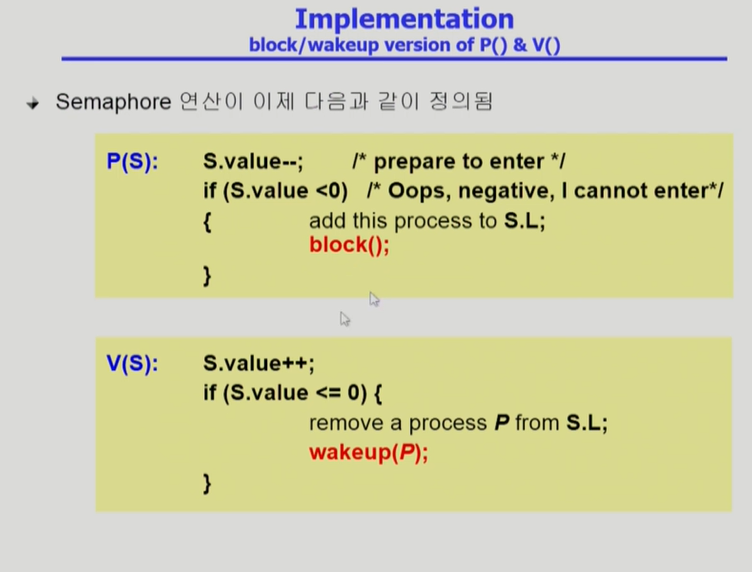 Implementation
block/wakeup version of P() & V()
Semaphore 연산이 이제 다음과 같이 정의됨
P(S): S.value--; /* prepare to enter */
if (S.value <0) /* Oops, negative, I cannot enter*/
{ add this process to S.L;
block();
}
V(S): S.value++;
if (S.value <= 0) {
remove a process P from S.L;
wakeup(P);
}